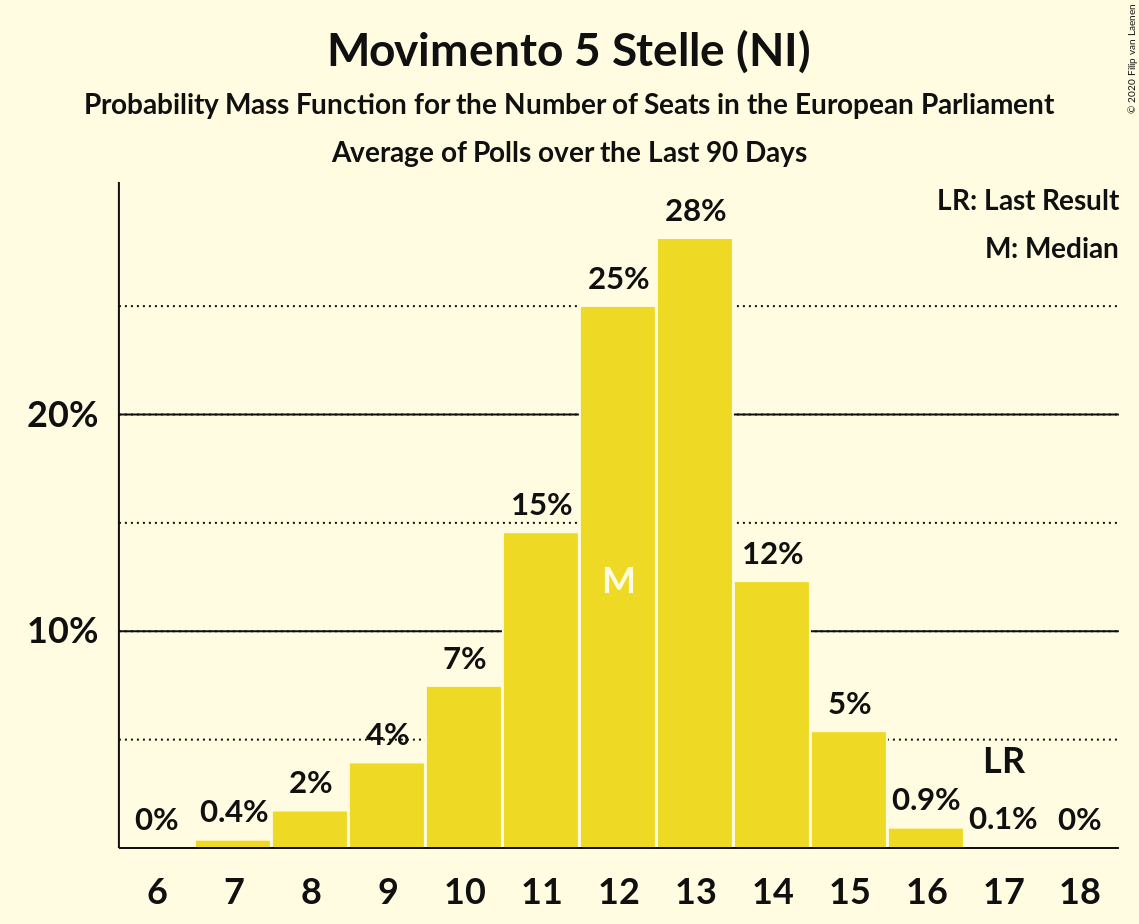 Movimento 5 Stelle (NI)
Probability Mass Function for the Number of Seats in the European Parliament
Average of Polls over the Last 90 Days
© 2020 Filip van Laenen
LR: Last Result
M: Median
28%
25%
20%
15%
12%
M
10%
7%
5%
4%
LR
2%
0.9%
0.4%
0.1%
0%
0%
6 7 8 9 10 11 12 13 14 15 16 17 18